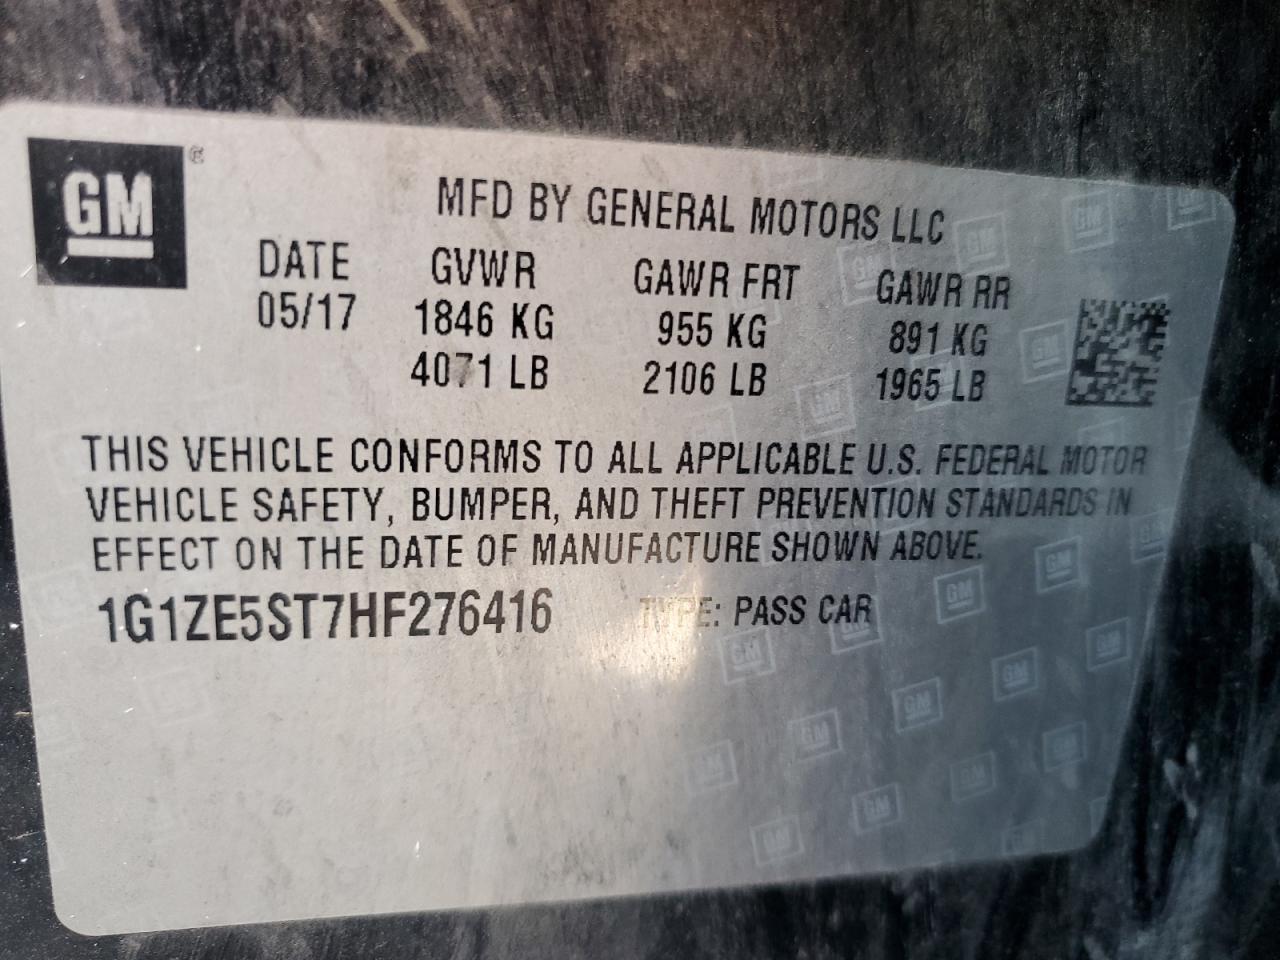 GM ®
MFD BY GENERAL MOTORS LLC
DATE GVWR GAWR FRT GAWR RR
05/17 1846 KG 955 KG 891 KG
4071 LB 2106 LB 1965 LB
THIS VEHICLE CONFORMS TO ALL APPLICABLE U.S. FEDERAL MOTOR
VEHICLE SAFETY, BUMPER, AND THEFT PREVENTION STANDARDS IN
EFFECT ON THE DATE OF MANUFACTURE SHOWN ABOVE.
1G1ZE5ST7HF276416 TYPE: PASS CAR